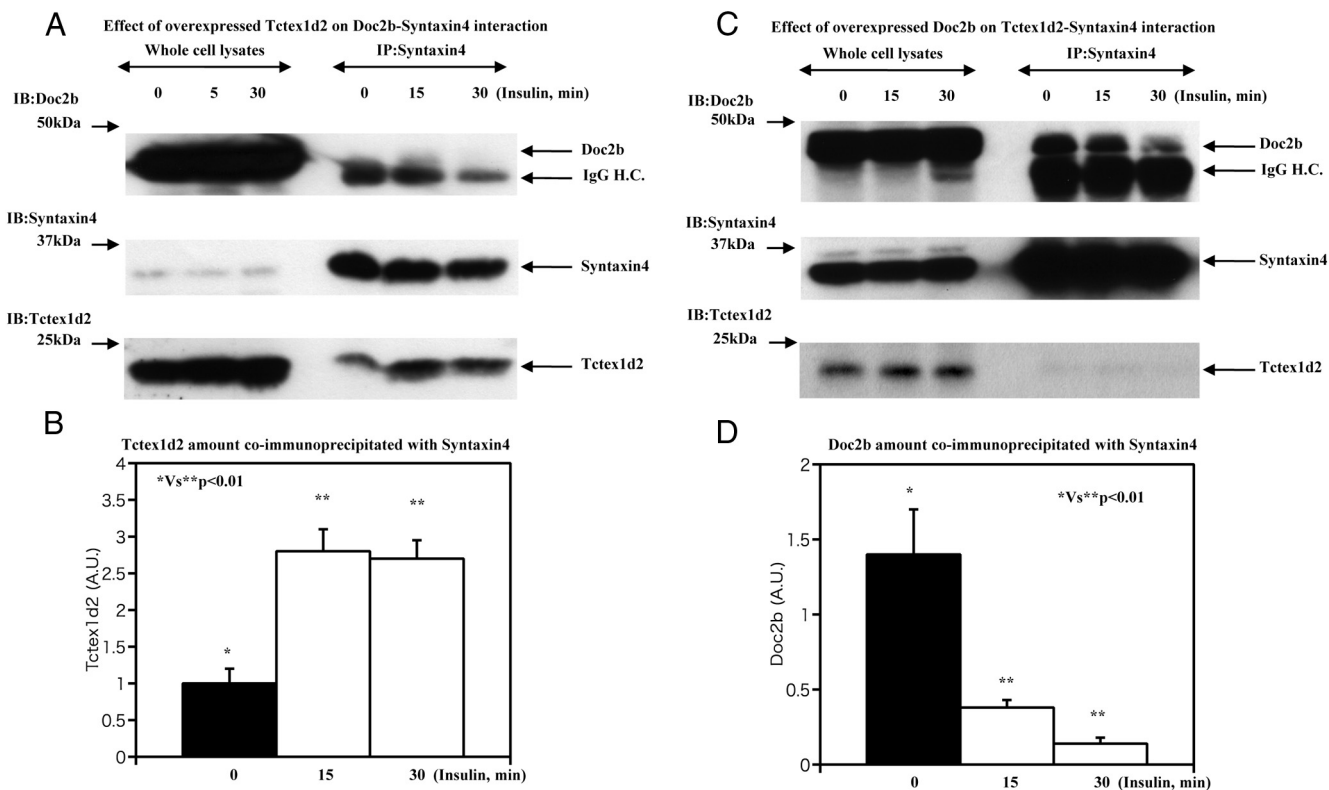 A
Effect of overexpressed Tctex1d2 on Doc2b-Syntaxin4 interaction
Whole cell lysates
IP:Syntaxin4
0 5 30 0 15 30 (Insulin, min)
IB:Doc2b
50kDa
Doc2b
IgG H.C.
IB:Syntaxin4
37kDa
Syntaxin4
IB:Tctex1d2
25kDa
Tctex1d2
B
Tctex1d2 amount co-immunoprecipitated with Syntaxin4
*Vs**p<0.01
Tctex1d2 (A.U.)
4
3.5
3
2.5
2
1.5
1
0.5
0
*
**
**
0 15 30 (Insulin, min)
C
Effect of overexpressed Doc2b on Tctex1d2-Syntaxin4 interaction
Whole cell lysates
IP:Syntaxin4
0 15 30 0 15 30 (Insulin, min)
IB:Doc2b
50kDa
Doc2b
IgG H.C.
IB:Syntaxin4
37kDa
Syntaxin4
IB:Tctex1d2
25kDa
Tctex1d2
D
Doc2b amount co-immunoprecipitated with Syntaxin4
*Vs**p<0.01
Doc2b (A.U.)
2
1.5
1
0.5
0
*
**
**
0 15 30 (Insulin, min)